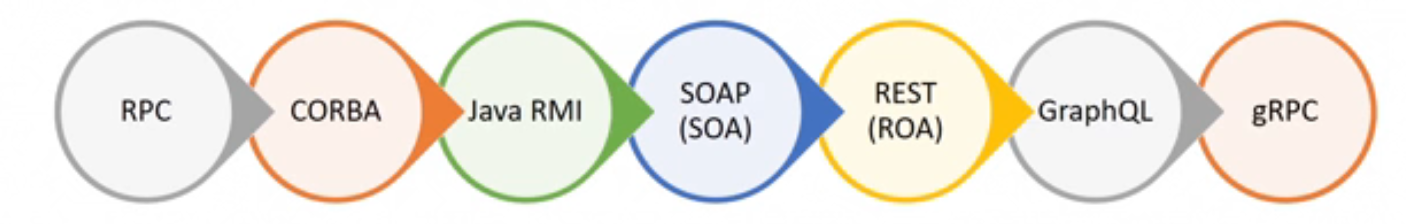 RPC
CORBA
Java RMI
SOAP
(SOA)
REST
(ROA)
GraphQL
gRPC